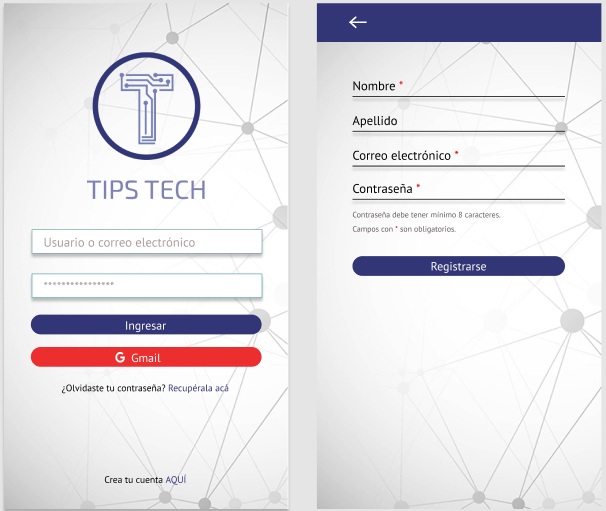 TIPS TECH
Usuario o correo electrónico
****************
Ingresar
G Gmail
¿Olvidaste tu contraseña? Recupérala acá
Crea tu cuenta AQUÍ
Nombre *
Apellido
Correo electrónico *
Contraseña *
Contraseña debe tener mínimo 8 caracteres.
Campos con * son obligatorios.
Registrarse